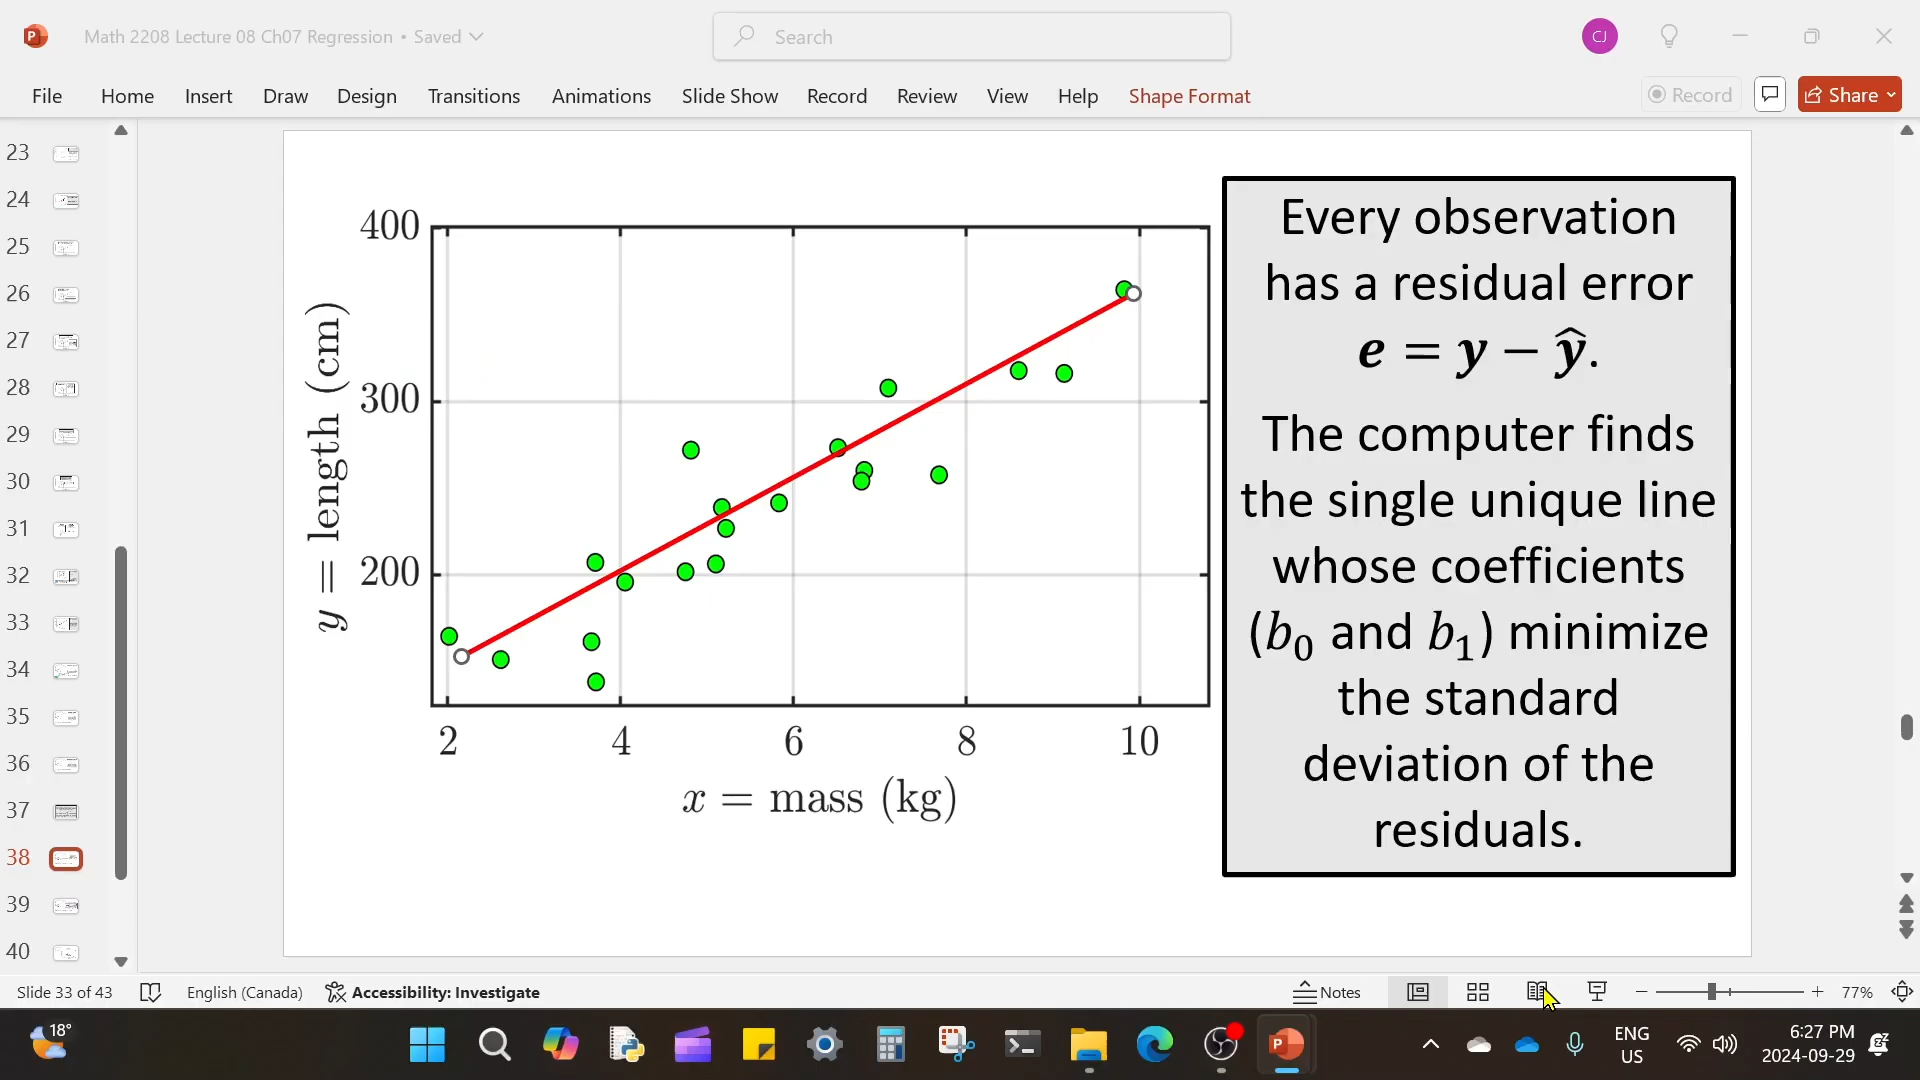 Math 2208 Lecture 08 Ch07 Regression • Saved
Search
CJ
File Home Insert Draw Design Transitions Animations Slide Show Record Review View Help Shape Format
Record
Share
23
24
25
26
27
28
29
30
31
32
33
34
35
36
37
38
39
40
400
300
200
y = length (cm)
2 4 6 8 10
x = mass (kg)
Every observation
has a residual error
e = y − ŷ.
The computer finds
the single unique line
whose coefficients
(b₀ and b₁) minimize
the standard
deviation of the
residuals.
Slide 33 of 43 English (Canada) Accessibility: Investigate
Notes
77%
18°
ENG
US
6:27 PM
2024-09-29